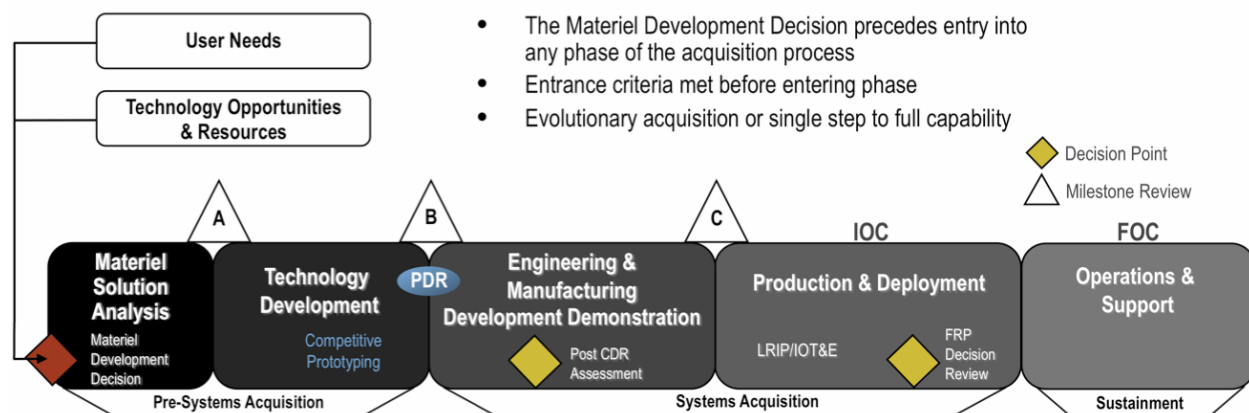 User Needs
Technology Opportunities
& Resources
• The Materiel Development Decision precedes entry into
any phase of the acquisition process
• Entrance criteria met before entering phase
• Evolutionary acquisition or single step to full capability
Decision Point
Milestone Review
A
B
C
IOC
FOC
Materiel
Solution
Analysis
Materiel
Development
Decision
Technology
Development
Competitive
Prototyping
PDR
Engineering &
Manufacturing
Development Demonstration
Post CDR
Assessment
Production & Deployment
LRIP/IOT&E
FRP
Decision
Review
Operations &
Support
Pre-Systems Acquisition
Systems Acquisition
Sustainment